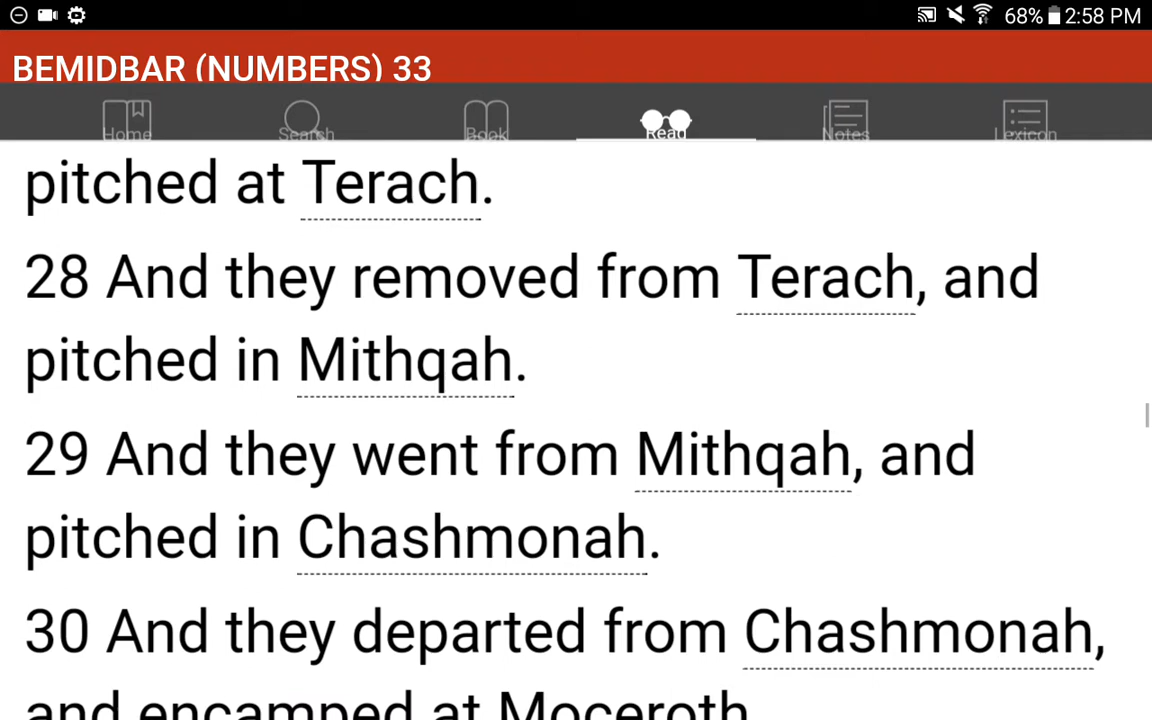 68% 2:58 PM
BEMIDBAR (NUMBERS) 33
Home Search Book Read Notes Lexicon
pitched at Terach.
28 And they removed from Terach, and
pitched in Mithqah.
29 And they went from Mithqah, and
pitched in Chashmonah.
30 And they departed from Chashmonah,
and encamped at Moceroth